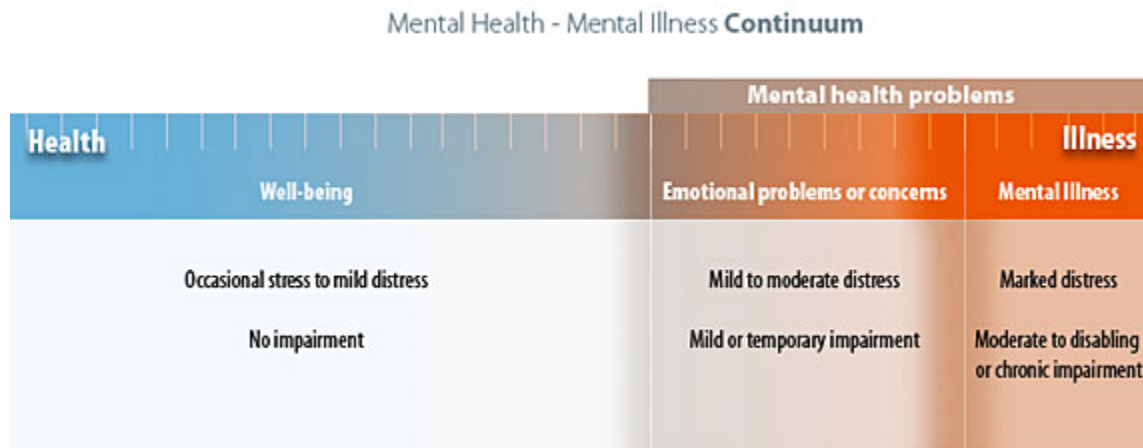 Mental Health - Mental Illness Continuum
Mental health problems
Health
Illness
Well-being
Emotional problems or concerns
Mental Illness
Occasional stress to mild distress
Mild to moderate distress
Marked distress
No impairment
Mild or temporary impairment
Moderate to disabling
or chronic impairment